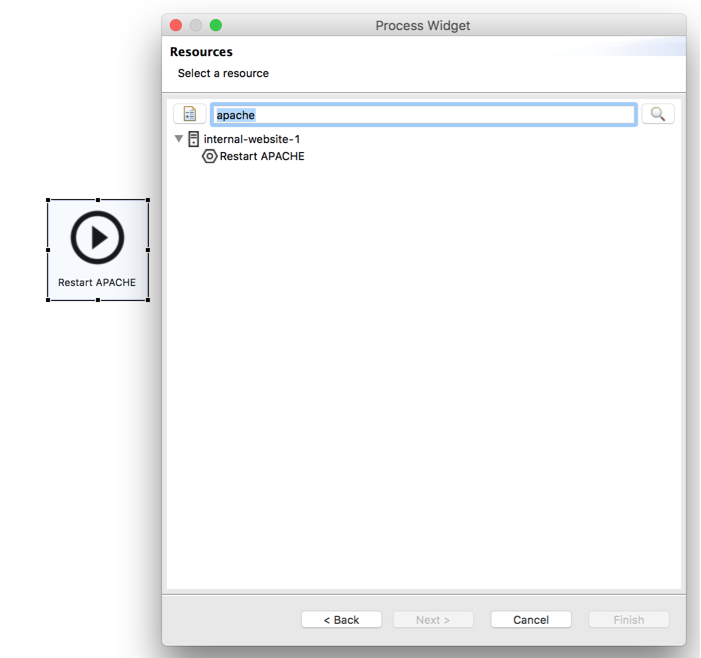 Process Widget
Resources
Select a resource
apache
internal-website-1
Restart APACHE
Restart APACHE
< Back
Next >
Cancel
Finish